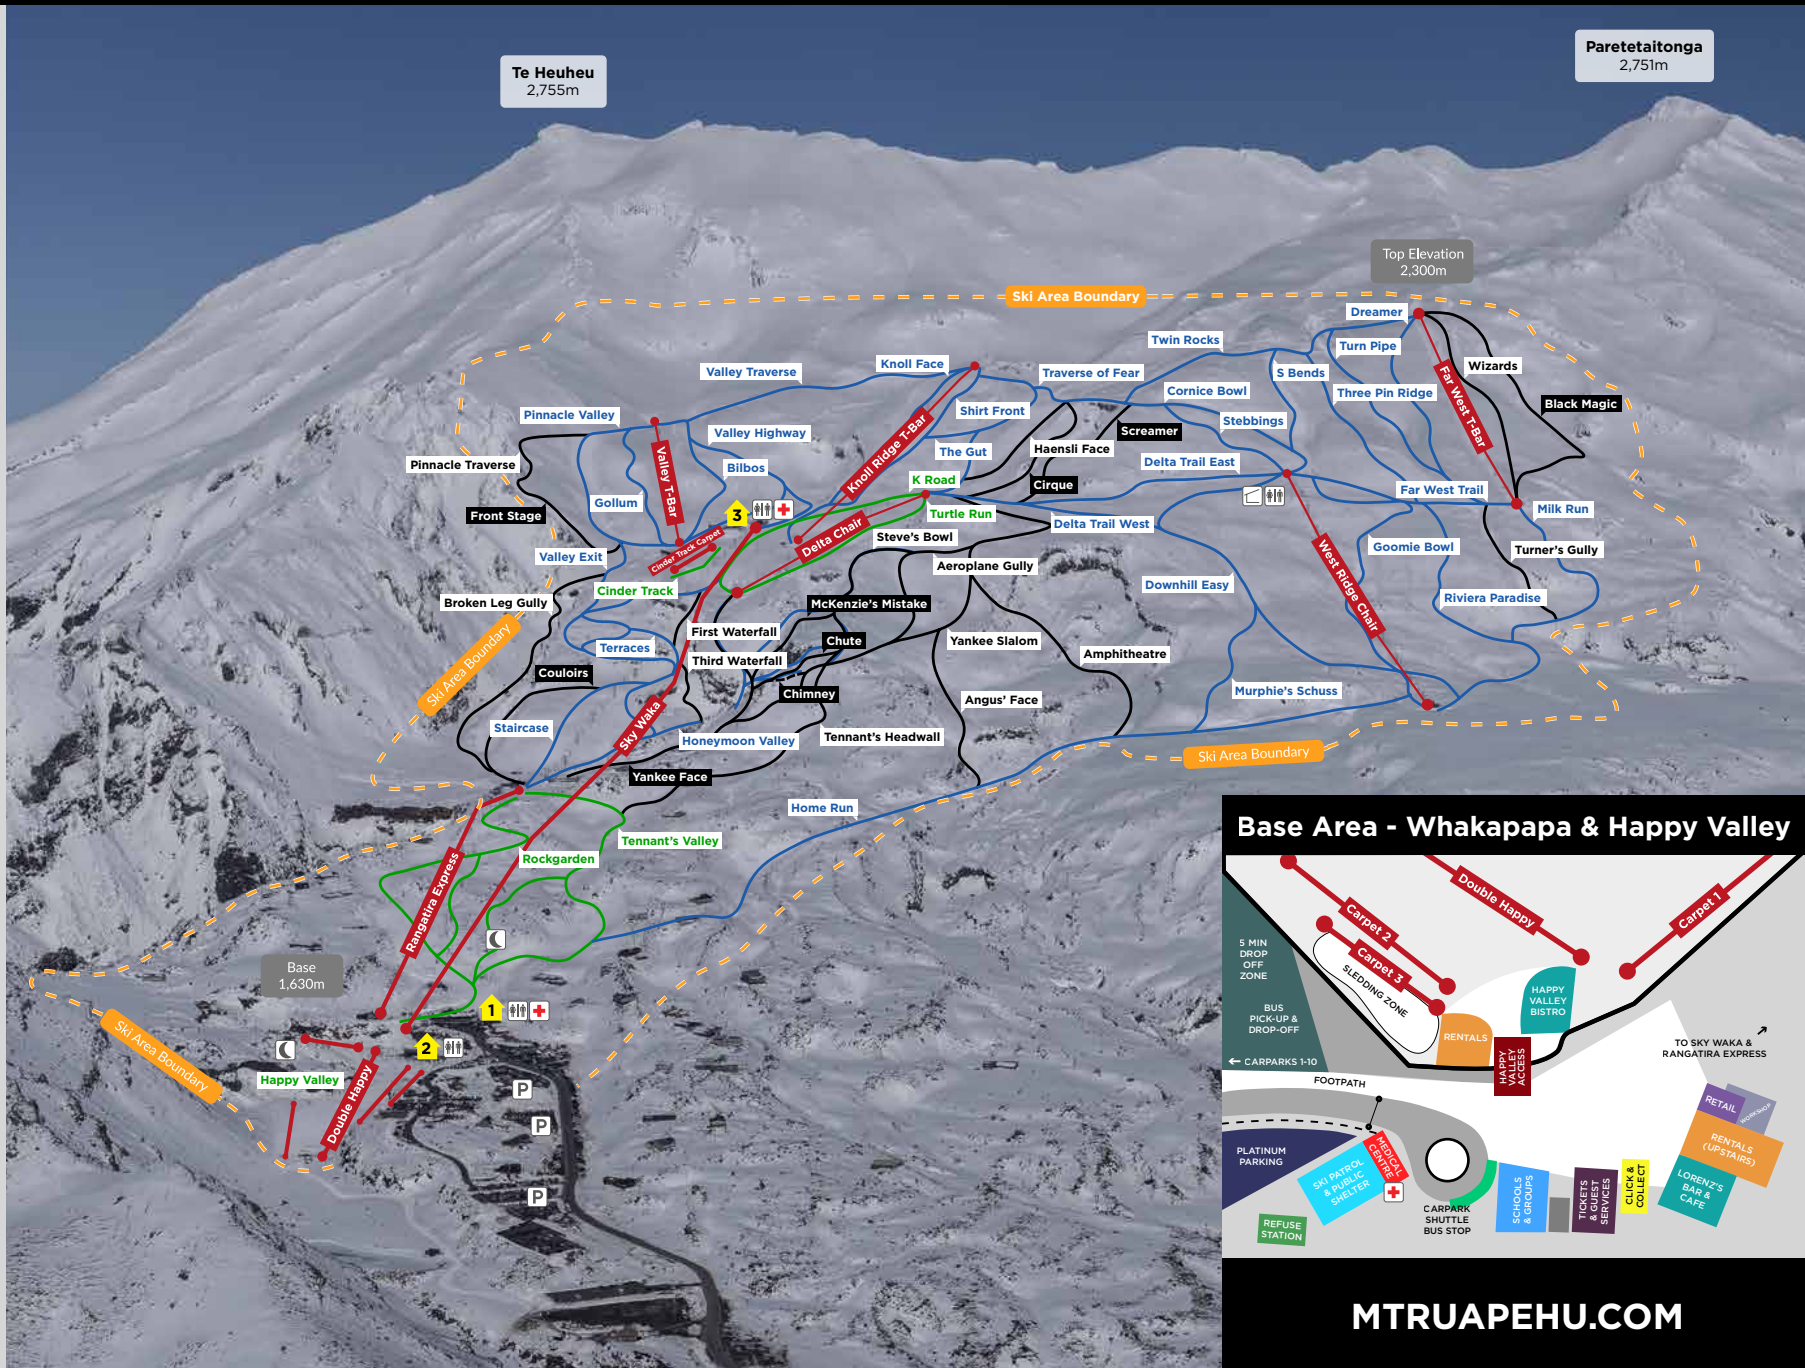 Te Heuheu
2,755m
Paretetaitonga
2,751m
Top Elevation
2,300m
Ski Area Boundary
Dreamer
Twin Rocks
Turn Pipe
Knoll Face
Valley Traverse
Traverse of Fear
S Bends
Wizards
Far West T-Bar
Cornice Bowl
Three Pin Ridge
Black Magic
Pinnacle Valley
Shirt Front
Stebbings
Valley Highway
Screamer
Knoll Ridge T-Bar
The Gut
Haensli Face
Pinnacle Traverse
Valley T-Bar
Bilbos
Delta Trail East
K Road
Cirque
Far West Trail
Gollum
3
Front Stage
Turtle Run
Delta Trail West
Milk Run
Delta Chair
Steve's Bowl
Cinder Track Carpet
Valley Exit
Goomie Bowl
Turner's Gully
Aeroplane Gully
West Ridge Chair
Cinder Track
Downhill Easy
Riviera Paradise
Broken Leg Gully
McKenzie's Mistake
First Waterfall
Chute
Yankee Slalom
Terraces
Third Waterfall
Amphitheatre
Ski Area Boundary
Couloirs
Chimney
Murphie's Schuss
Angus' Face
Staircase
Sky Waka
Honeymoon Valley
Tennant's Headwall
Ski Area Boundary
Yankee Face
Home Run
Tennant's Valley
Rockgarden
Rangatira Express
Base
1,630m
1
2
Ski Area Boundary
Happy Valley
Double Happy
P
P
P
Base Area - Whakapapa & Happy Valley
Double Happy
Carpet 1
Carpet 2
Carpet 3
SLEDDING ZONE
5 MIN
DROP
OFF
ZONE
BUS
PICK-UP &
DROP-OFF
← CARPARKS 1-10
HAPPY
VALLEY
BISTRO
RENTALS
HAPPY
VALLEY
ACCESS
TO SKY WAKA &
RANGATIRA EXPRESS
FOOTPATH
RETAIL
WORKSHOP
RENTALS
(UPSTAIRS)
LORENZ'S
BAR &
CAFE
PLATINUM
PARKING
MEDICAL
CENTRE
SKI PATROL
& PUBLIC
SHELTER
REFUSE
STATION
CARPARK
SHUTTLE
BUS STOP
SCHOOLS
& GROUPS
TICKETS
& GUEST
SERVICES
CLICK &
COLLECT
MTRUAPEHU.COM